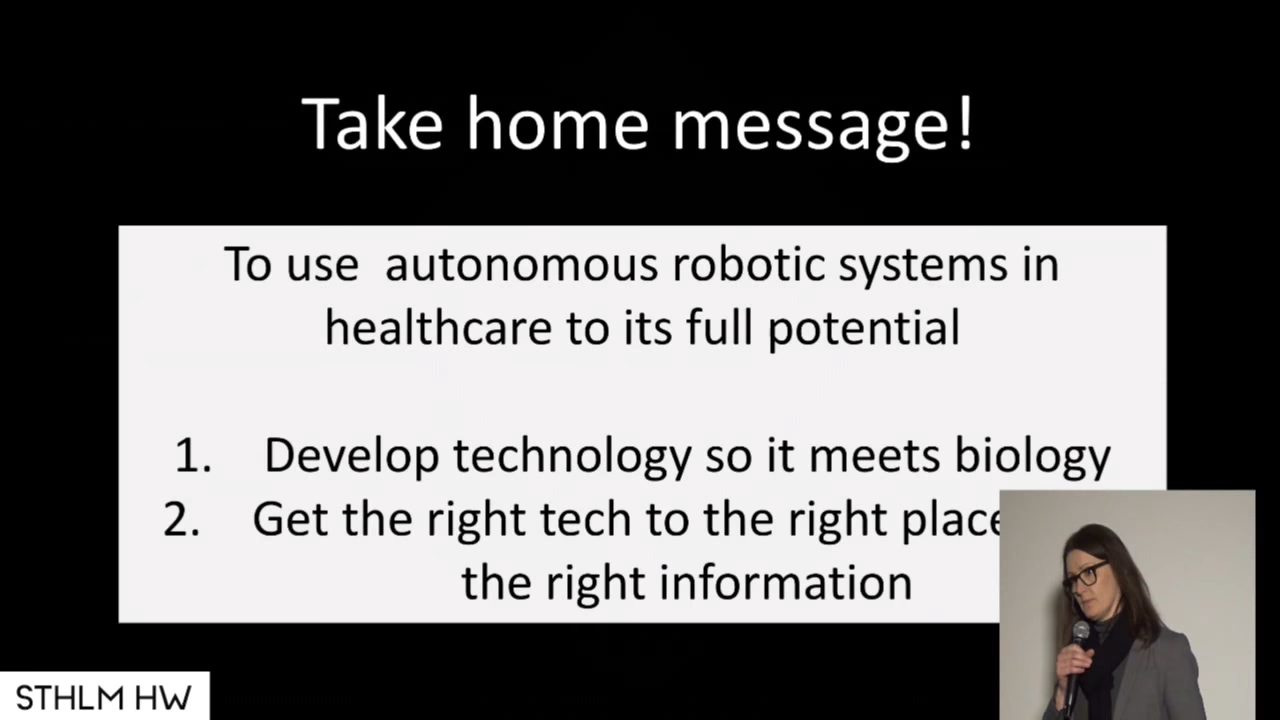 Take home message!
To use  autonomous robotic systems in
healthcare to its full potential
1. Develop technology so it meets biology
2. Get the right tech to the right place
the right information
STHLM HW